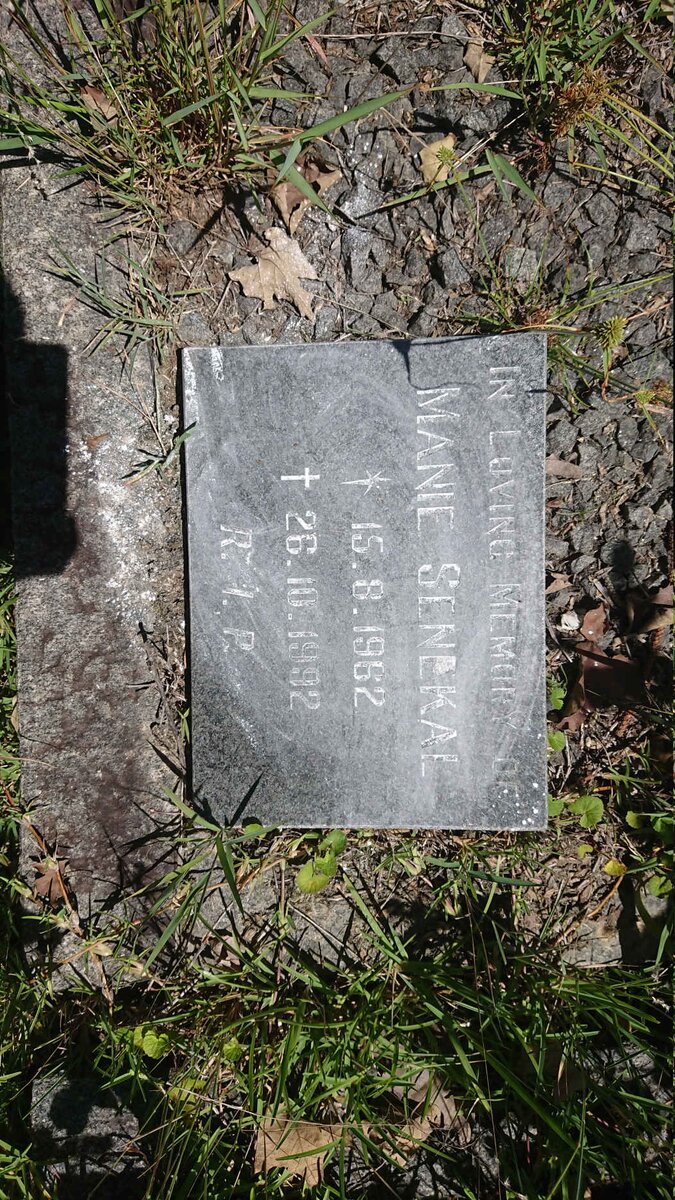 IN LOVING MEMORY OF
MANIE SENEKAL
15.8.1962
26.10.1992
R.I.P.